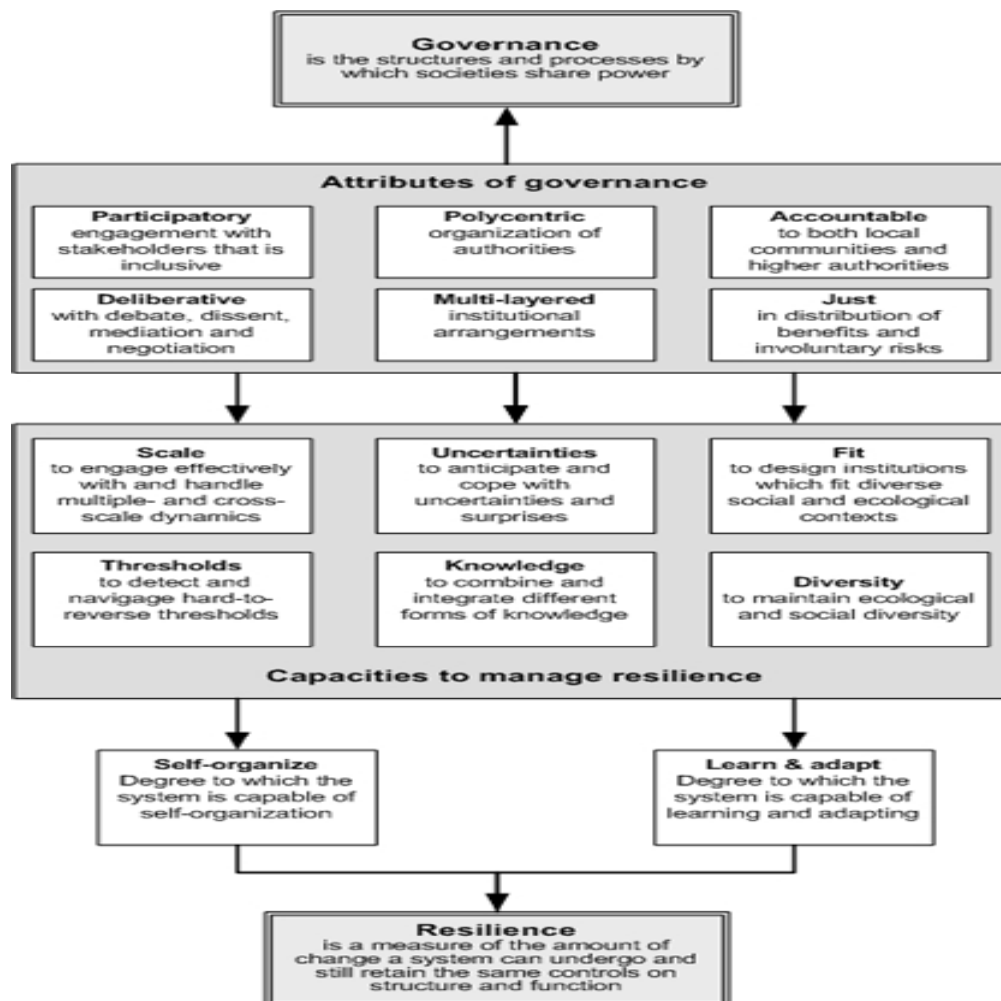 Governance
is the structures and processes by
which societies share power
Attributes of governance
Participatory
engagement with
stakeholders that is
inclusive
Polycentric
organization of
authorities
Accountable
to both local
communities and
higher authorities
Deliberative
with debate, dissent,
mediation and
negotiation
Multi-layered
institutional
arrangements
Just
in distribution of
benefits and
involuntary risks
Scale
to engage effectively
with and handle
multiple- and cross-
scale dynamics
Uncertainties
to anticipate and
cope with
uncertainties and
surprises
Fit
to design institutions
which fit diverse
social and ecological
contexts
Thresholds
to detect and
navigage hard-to-
reverse thresholds
Knowledge
to combine and
integrate different
forms of knowledge
Diversity
to maintain ecological
and social diversity
Capacities to manage resilience
Self-organize
Degree to which the
system is capable of
self-organization
Learn & adapt
Degree to which the
system is capable of
learning and adapting
Resilience
is a measure of the amount of
change a system can undergo and
still retain the same controls on
structure and function